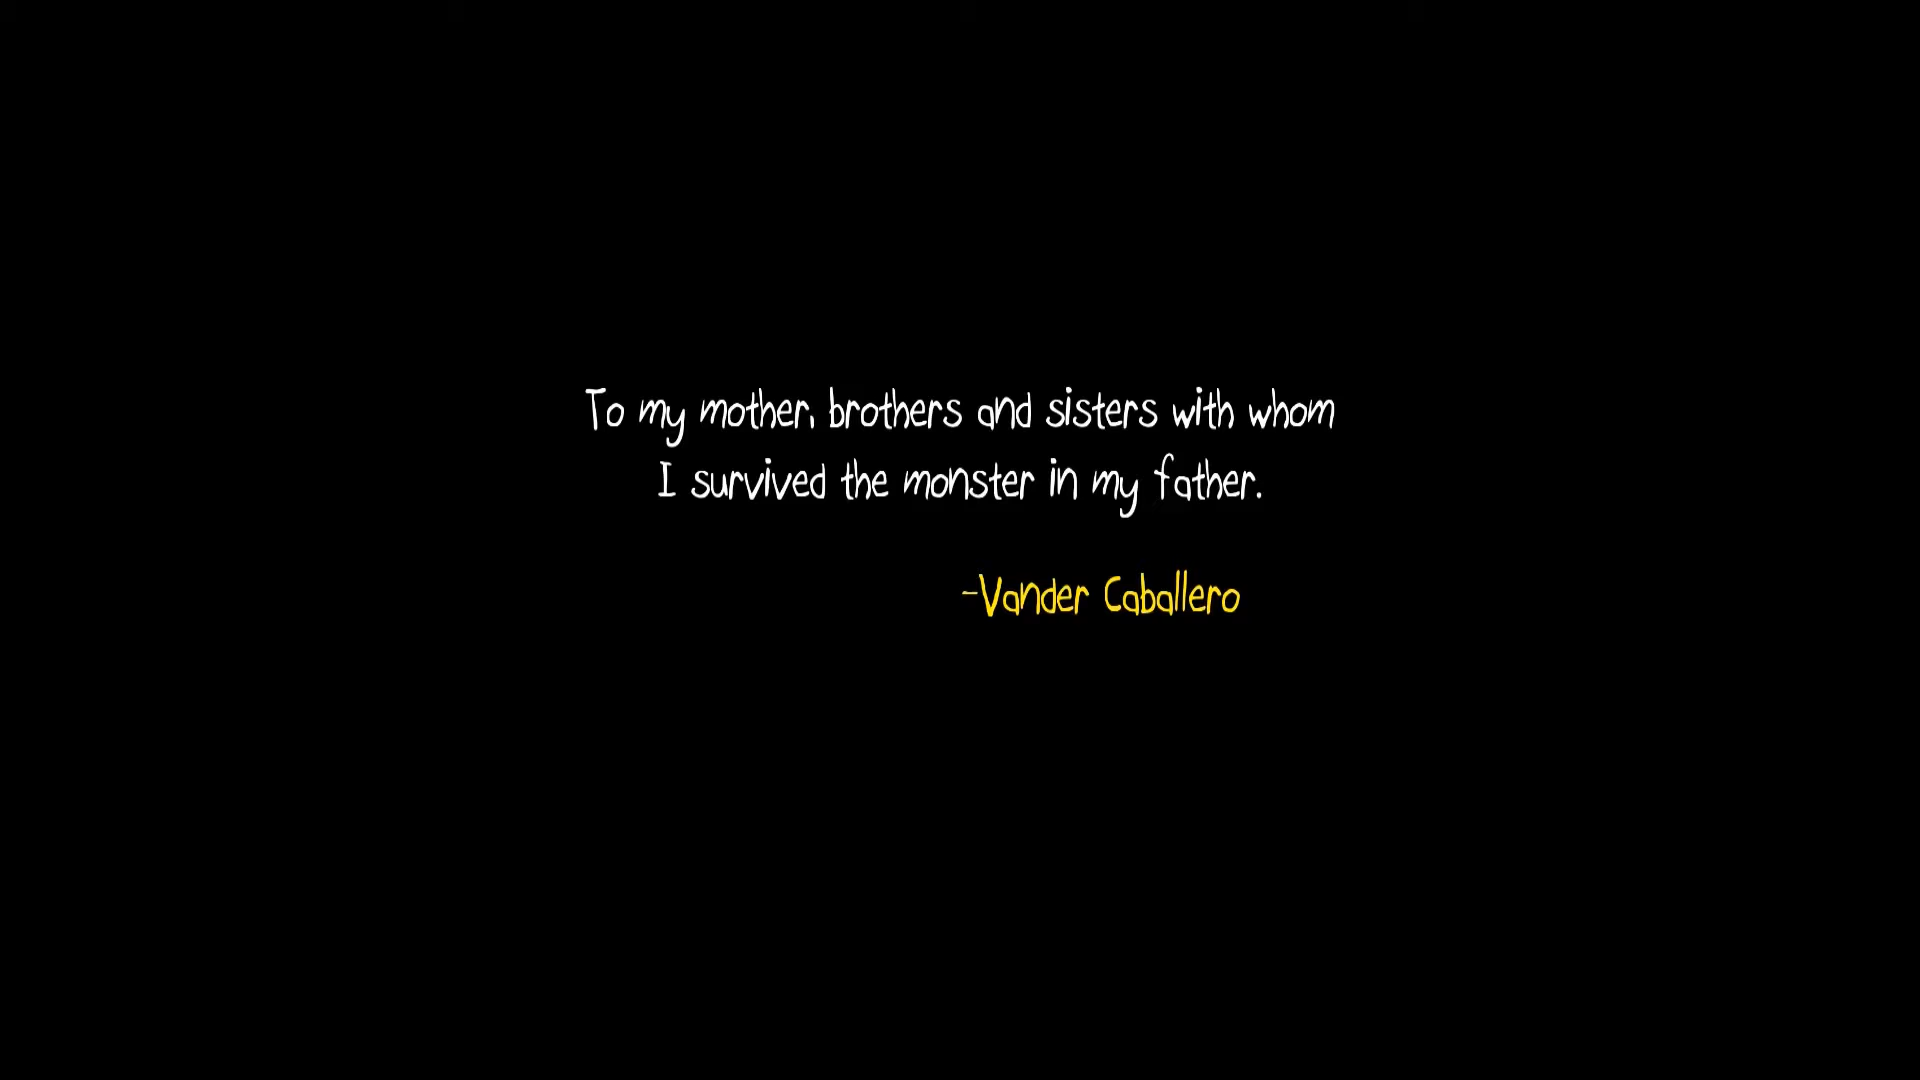 To my mother, brothers and sisters with whom
I survived the monster in my father.
-Vander Caballero